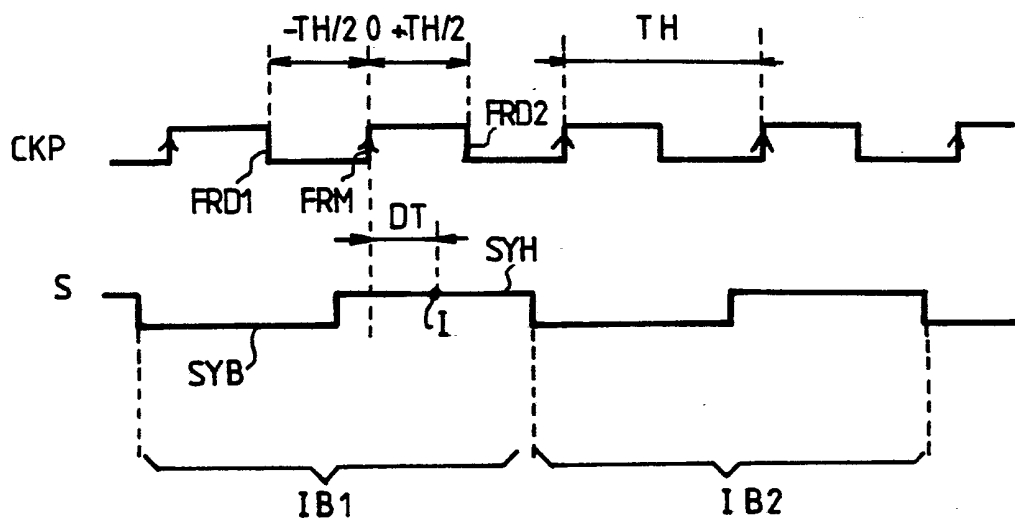 -TH/2 0 +TH/2 TH
CKP
FRD1 FRM FRD2
DT
S SYH
I
SYB
IB1 IB2